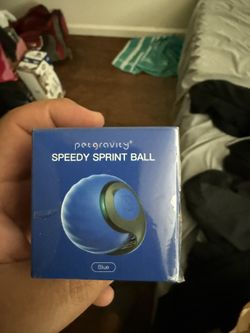 petgravity®
SPEEDY SPRINT BALL
Blue